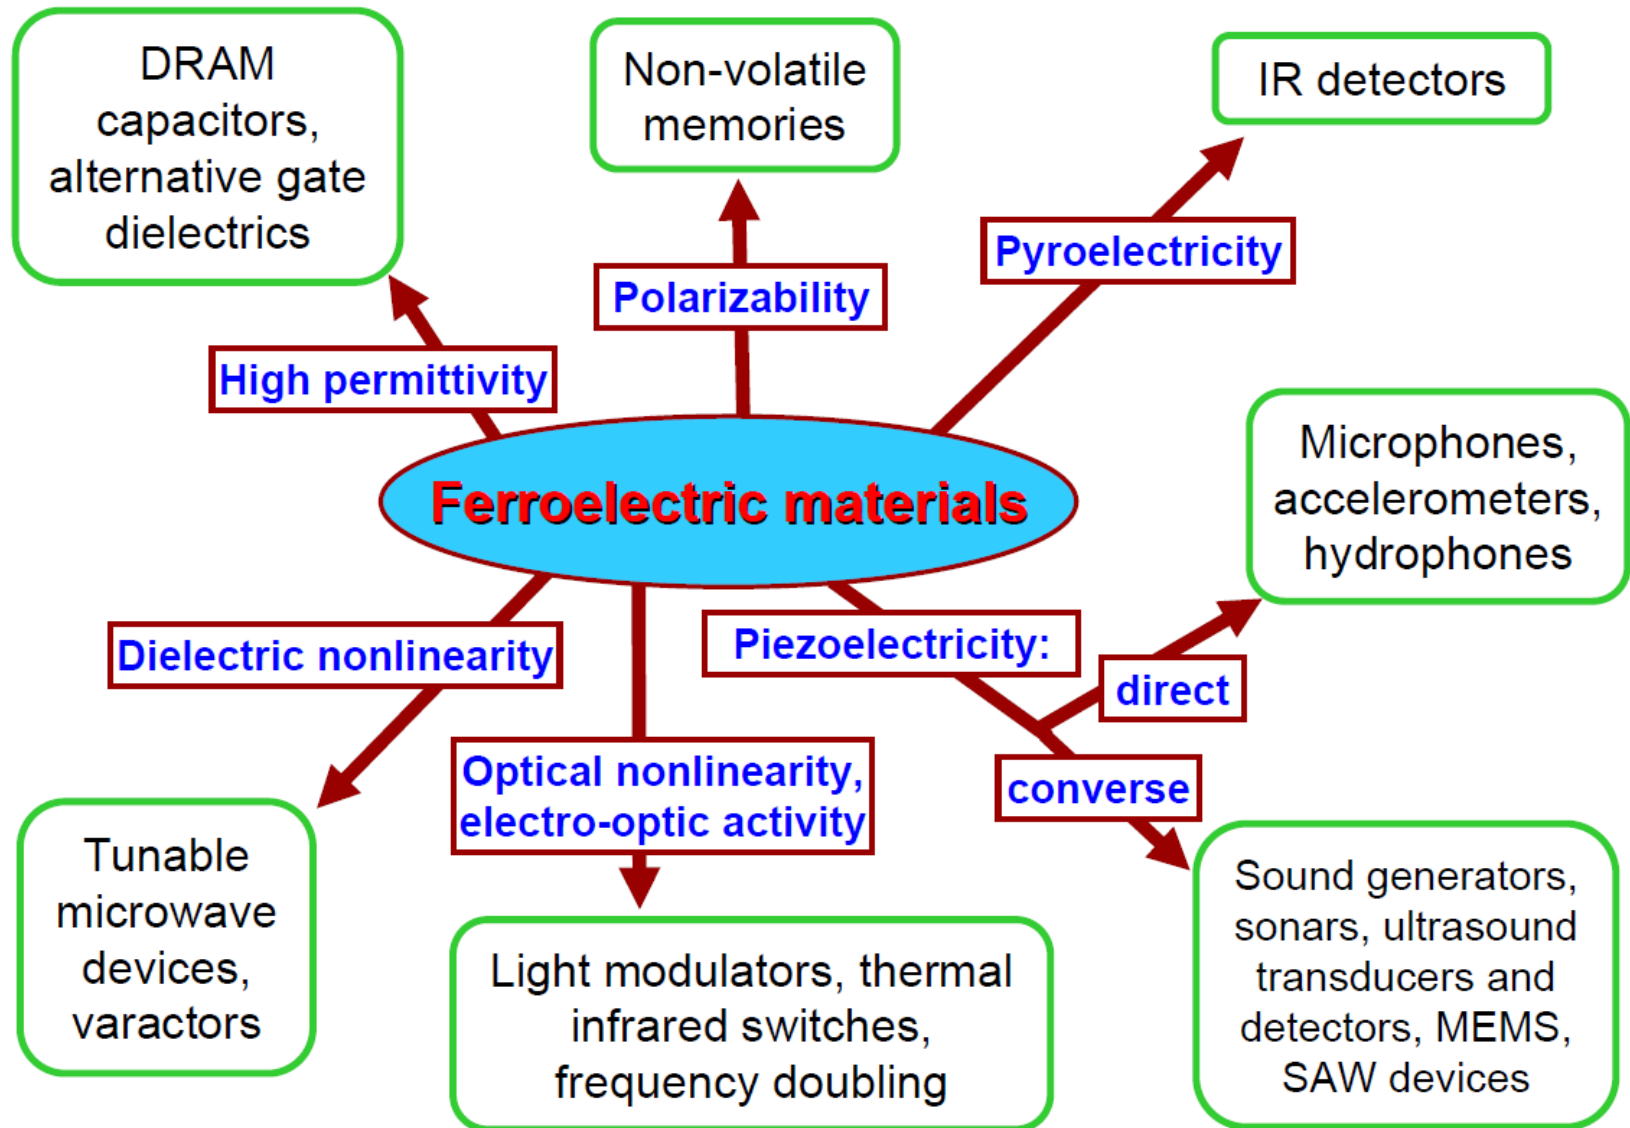 DRAM
capacitors,
alternative gate
dielectrics
Non-volatile
memories
IR detectors
Pyroelectricity
Polarizability
High permittivity
Ferroelectric materials
Microphones,
accelerometers,
hydrophones
Dielectric nonlinearity
Piezoelectricity:
direct
Optical nonlinearity,
electro-optic activity
converse
Tunable
microwave
devices,
varactors
Light modulators, thermal
infrared switches,
frequency doubling
Sound generators,
sonars, ultrasound
transducers and
detectors, MEMS,
SAW devices